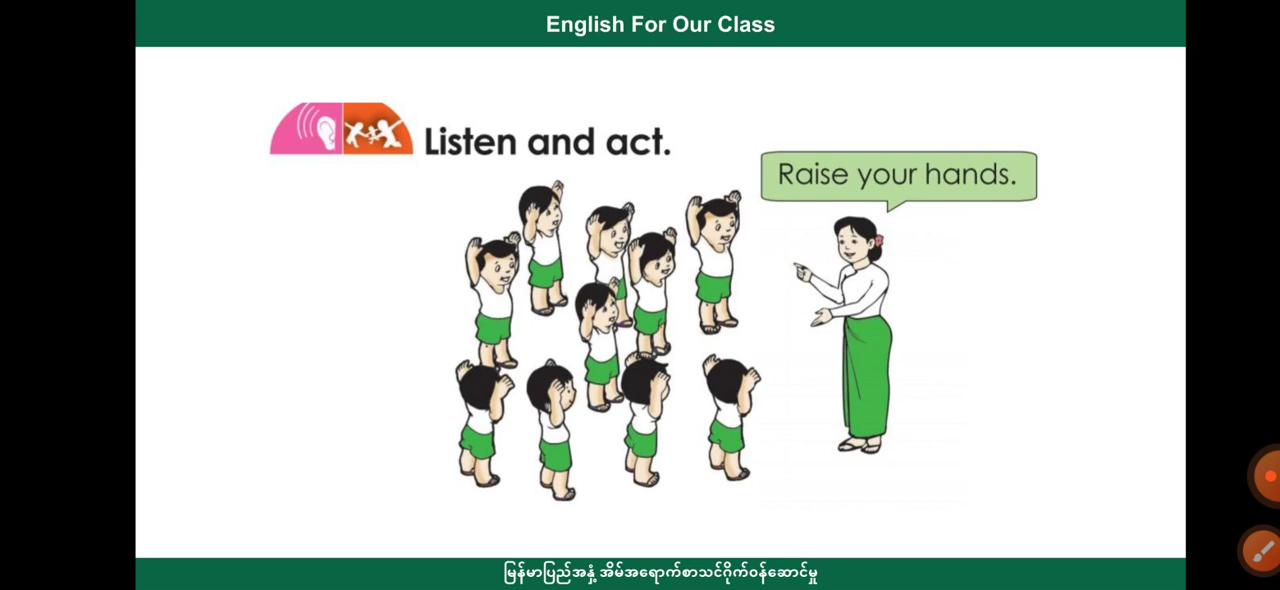 English For Our Class
Listen and act.
Raise your hands.
မြန်မာပြည်အနှံ့ အိမ်အရောက်စာသင်ဂိုက်ဝန်ဆောင်မှု